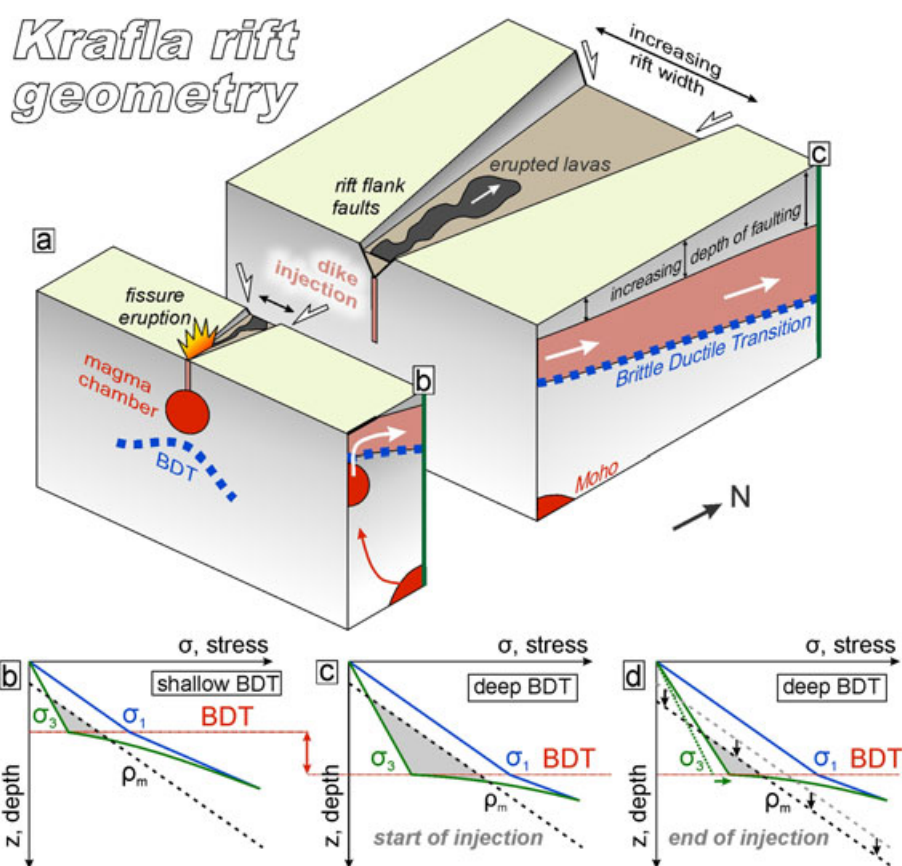 Krafla rift
geometry
increasing
rift width
c
erupted lavas
rift flank
faults
increasing depth of faulting
a
dike
injection
fissure
eruption
Brittle Ductile Transition
magma
chamber
b
BDT
Moho
N
σ, stress
b
shallow BDT
σ3
σ1
BDT
ρm
z, depth
σ, stress
c
deep BDT
σ3
σ1
BDT
ρm
z, depth
start of injection
σ, stress
d
deep BDT
σ3
σ1
BDT
ρm
z, depth
end of injection